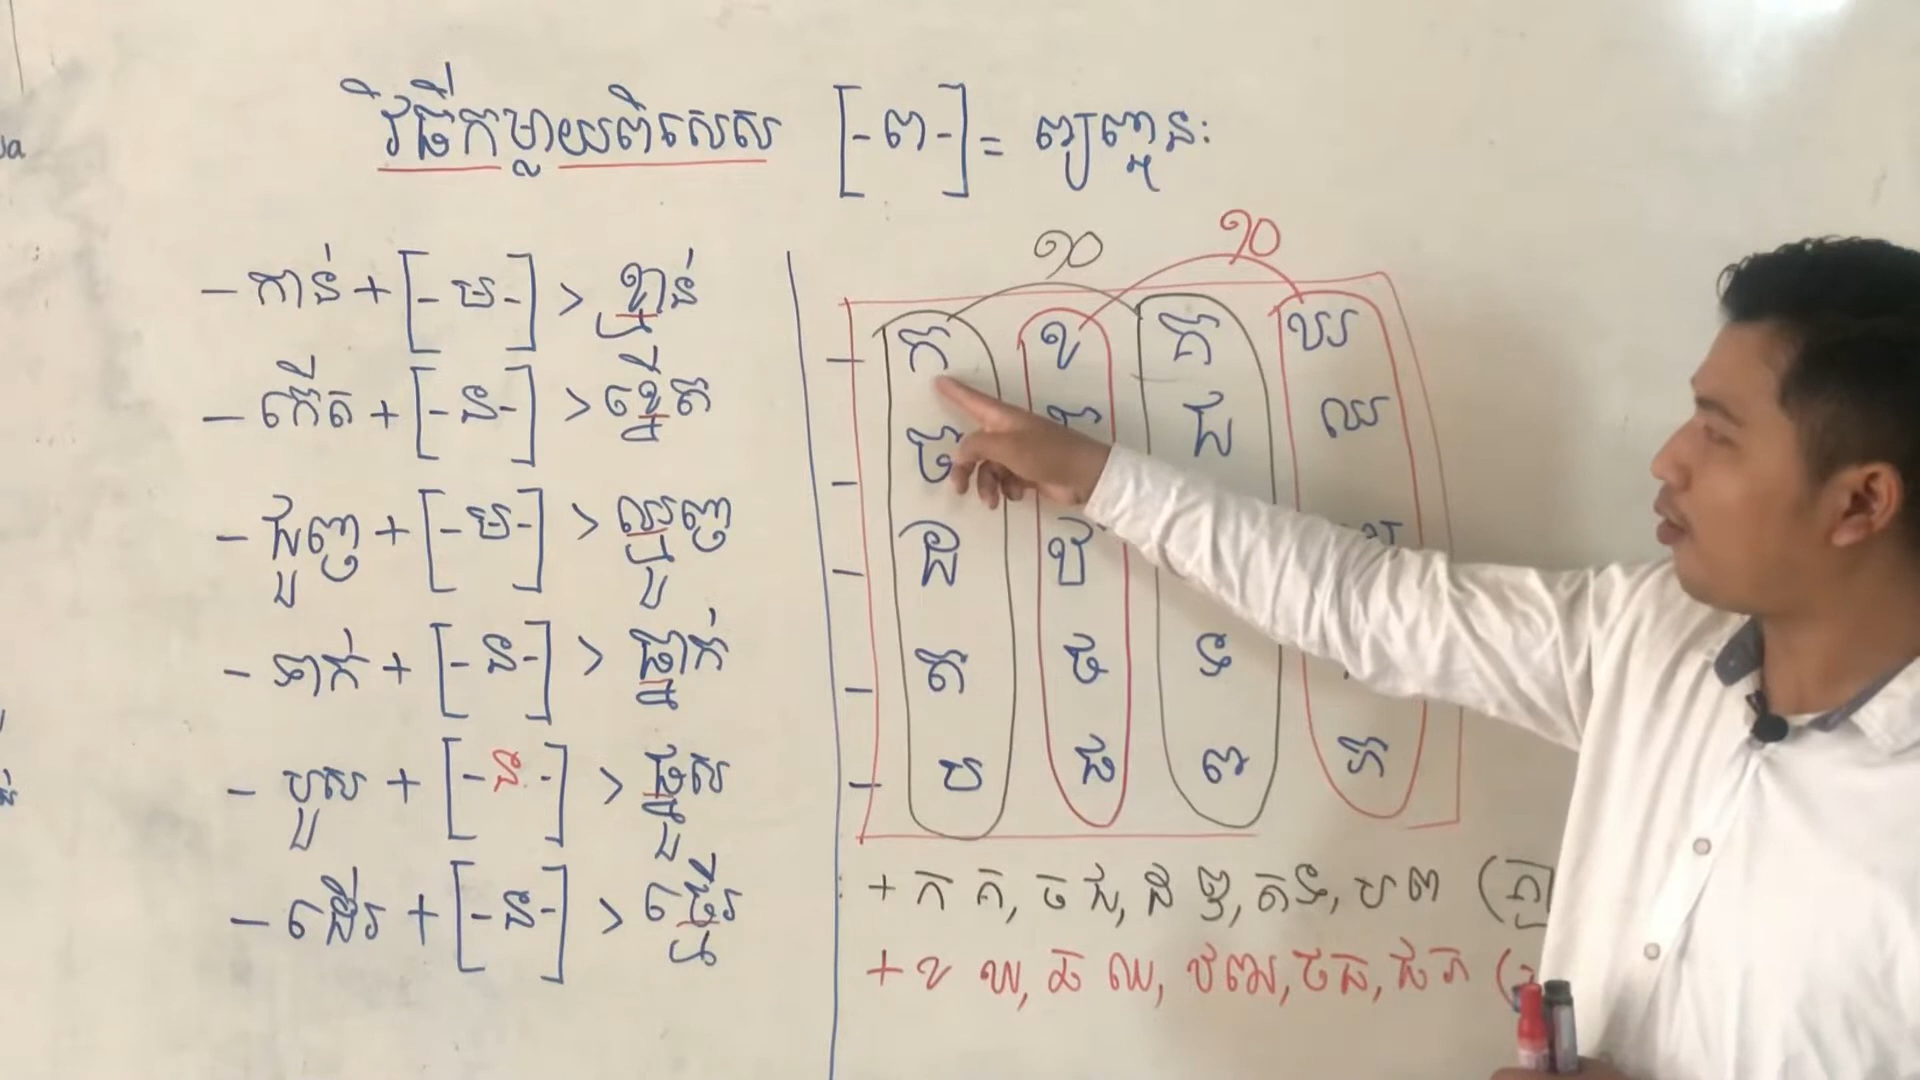 វិធីកម្លាយពិសេស [-ព-] = ព្យញ្ជនៈ
- កាន់ + [-ម-] > ខ្មាន់
- កើត + [-ន-] > ខ្នើត
- ជួញ + [-ម-] > ឈ្មួញ
- ទាក់ + [-ន-] > ធ្នាក់
- បួស + [-ន-] > ផ្នួស
- ដើរ + [-ន-] > ថ្នើរ
១០ ១០
- ក ខ គ ឃ
- ច ជ ឈ
- ដ ឋ
- ត ថ ទ
- ប ផ ព ភ
+ ក គ, ច ជ, ដ ឌ, ត ទ, ប ព
+ ខ ឃ, ឆ ឈ, ឋ ឍ, ថ ធ, ផ ភ